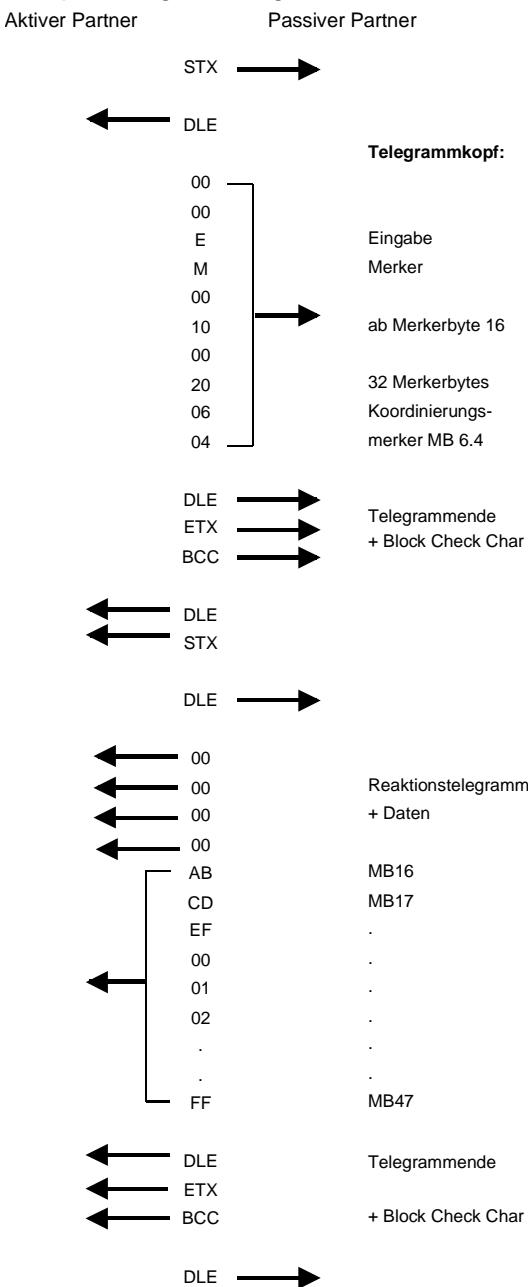 Aktiver Partner Passiver Partner
STX
DLE
Telegrammkopf:
00
00
E Eingabe
M Merker
00
10 ab Merkerbyte 16
00
20 32 Merkerbytes
06 Koordinierungs-
04 merker MB 6.4
DLE
ETX Telegrammende
BCC + Block Check Char
DLE
STX
DLE
00
00 Reaktionstelegramm
00 + Daten
00
AB MB16
CD MB17
EF .
00 .
01 .
02 .
. .
. .
FF MB47
DLE Telegrammende
ETX
BCC + Block Check Char
DLE